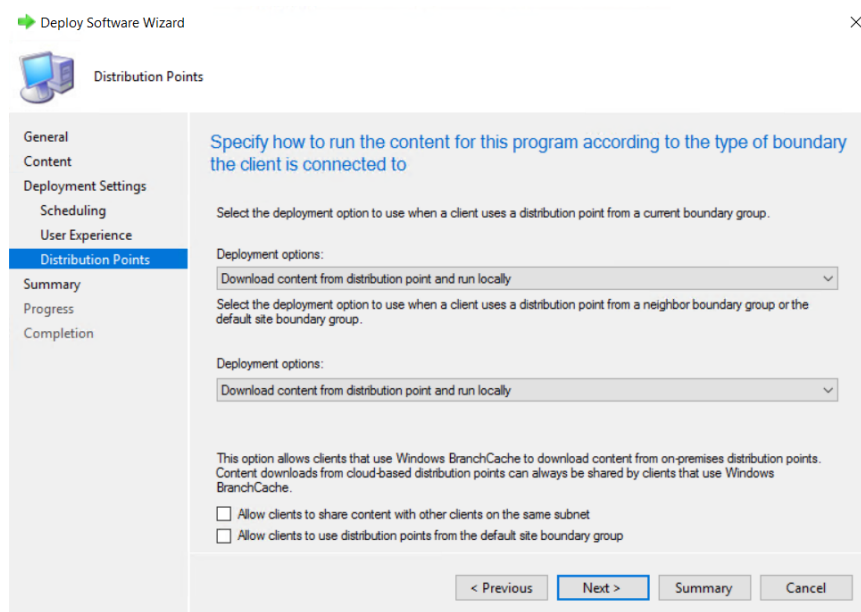 Deploy Software Wizard
Distribution Points
General
Content
Deployment Settings
Scheduling
User Experience
Distribution Points
Summary
Progress
Completion
Specify how to run the content for this program according to the type of boundary
the client is connected to
Select the deployment option to use when a client uses a distribution point from a current boundary group.
Deployment options:
Download content from distribution point and run locally
Select the deployment option to use when a client uses a distribution point from a neighbor boundary group or the
default site boundary group.
Deployment options:
Download content from distribution point and run locally
This option allows clients that use Windows BranchCache to download content from on-premises distribution points.
Content downloads from cloud-based distribution points can always be shared by clients that use Windows
BranchCache.
Allow clients to share content with other clients on the same subnet
Allow clients to use distribution points from the default site boundary group
< Previous
Next >
Summary
Cancel